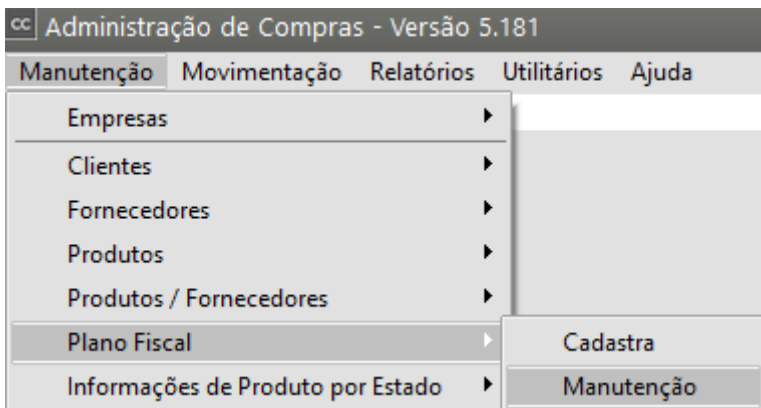 cc Administração de Compras - Versão 5.181
Manutenção Movimentação Relatórios Utilitários Ajuda
Empresas
Clientes
Fornecedores
Produtos
Produtos / Fornecedores
Plano Fiscal
Cadastra
Informações de Produto por Estado
Manutenção